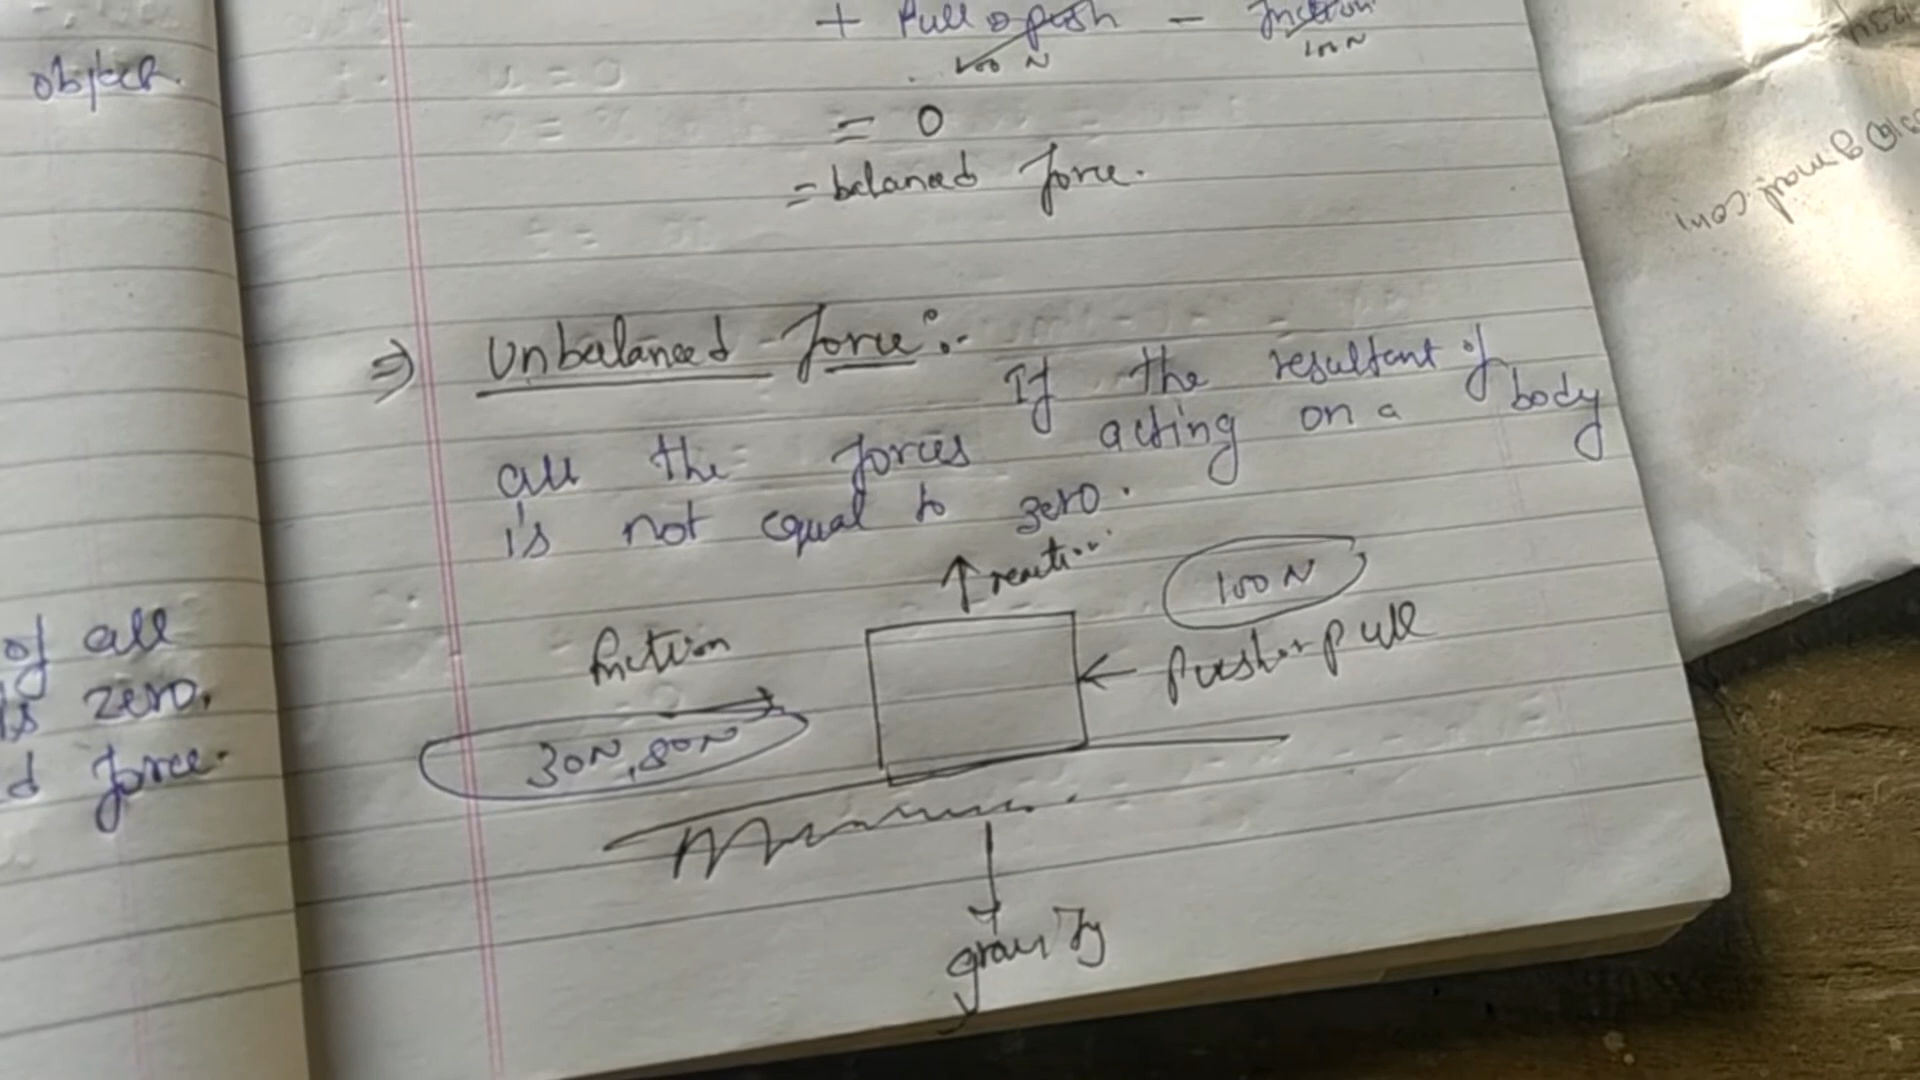 object.
+ Pull or push - friction
100 N 100 N
= 0
= balanced force.
⇒ Unbalanced force :-
If the resultant of
all the forces acting on a body
is not equal to zero.
reaction
100 N
friction
push or pull
30N, 80N
gravity
of all
is zero.
d force.
@gmail.com